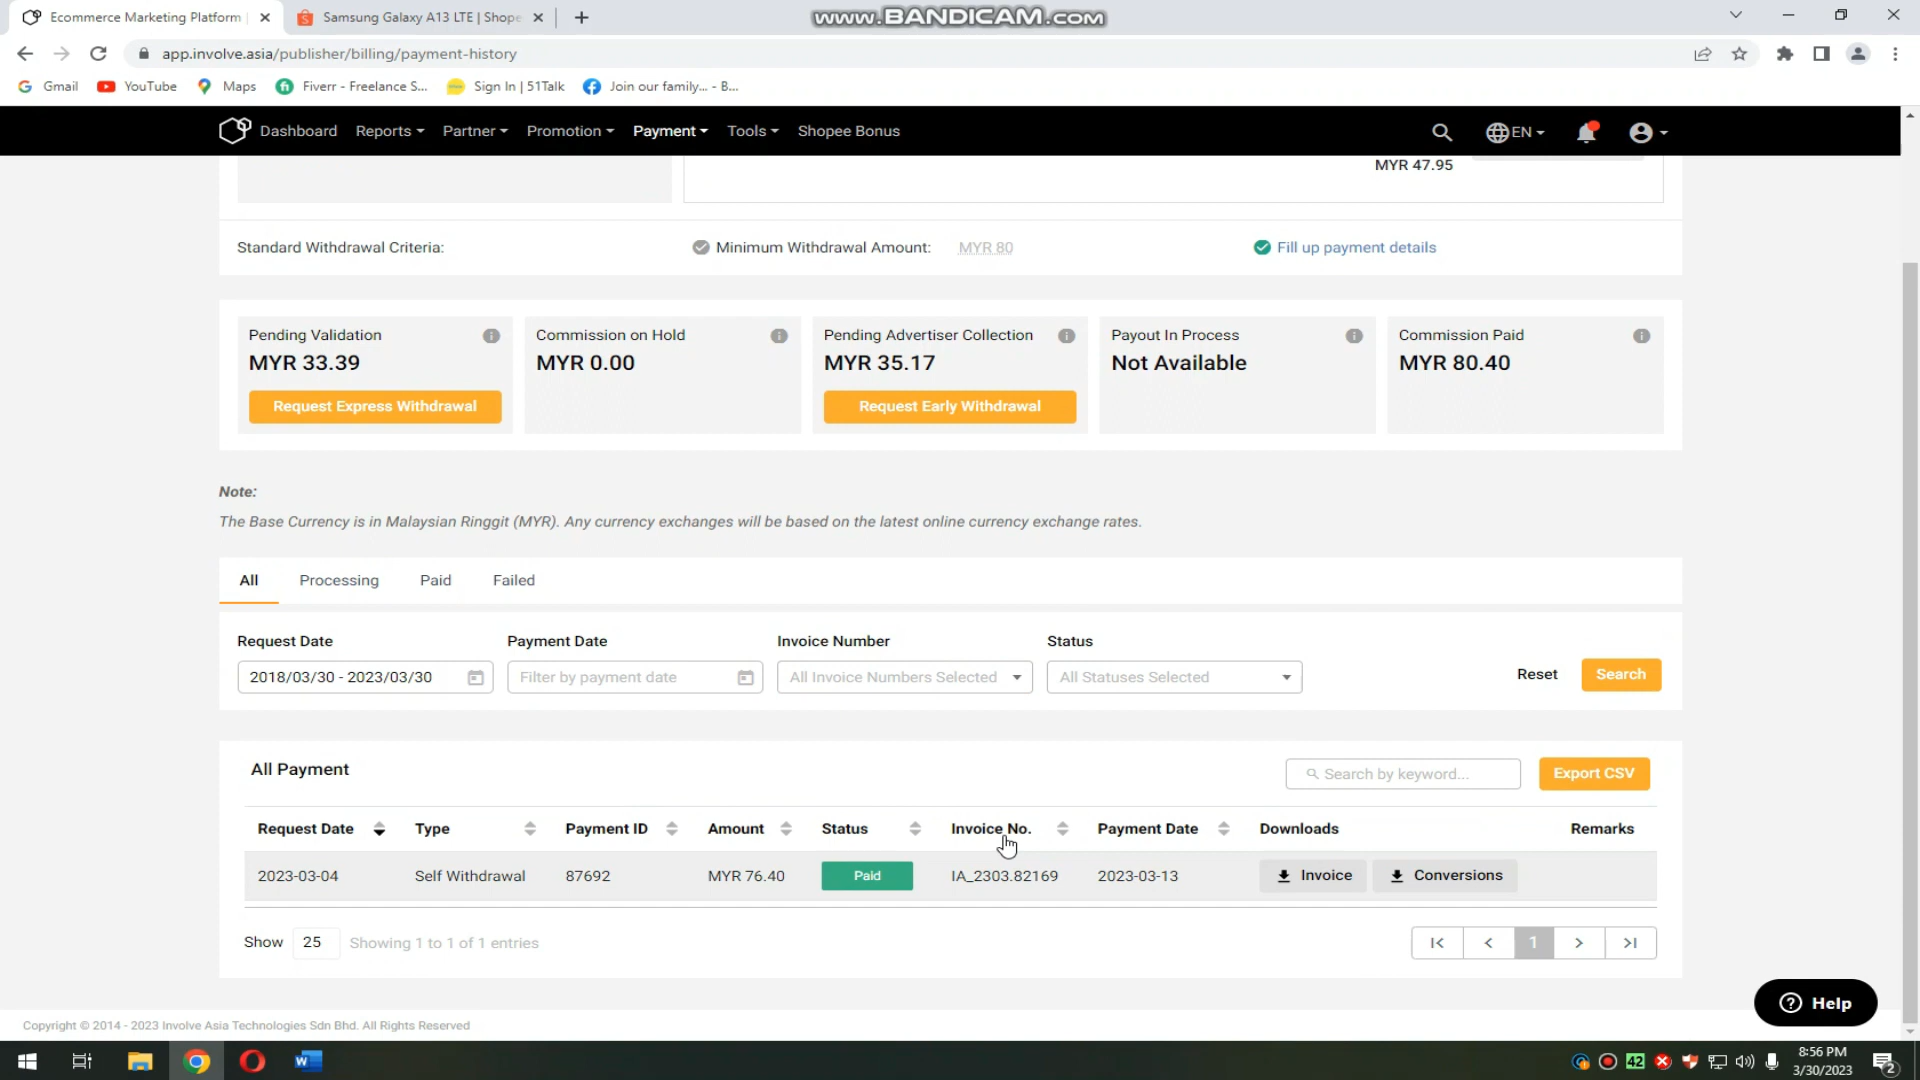 Ecommerce Marketing Platform
Samsung Galaxy A13 LTE | Shope
www.BANDICAM.com
app.involve.asia/publisher/billing/payment-history
Gmail
YouTube
Maps
Fiverr - Freelance S...
Sign In | 51Talk
Join our family... - B...
Dashboard
Reports
Partner
Promotion
Payment
Tools
Shopee Bonus
EN
MYR 47.95
Standard Withdrawal Criteria:
Minimum Withdrawal Amount: MYR 80
Fill up payment details
Pending Validation
MYR 33.39
Request Express Withdrawal
Commission on Hold
MYR 0.00
Pending Advertiser Collection
MYR 35.17
Request Early Withdrawal
Payout In Process
Not Available
Commission Paid
MYR 80.40
Note:
The Base Currency is in Malaysian Ringgit (MYR). Any currency exchanges will be based on the latest online currency exchange rates.
All Processing Paid Failed
Request Date Payment Date Invoice Number Status
2018/03/30 - 2023/03/30 Filter by payment date All Invoice Numbers Selected All Statuses Selected Reset Search
All Payment
Search by keyword...
Export CSV
Request Date Type Payment ID Amount Status Invoice No. Payment Date Downloads Remarks
2023-03-04 Self Withdrawal 87692 MYR 76.40 Paid IA_2303.82169 2023-03-13 Invoice Conversions
Show 25 Showing 1 to 1 of 1 entries
1
Help
Copyright © 2014 - 2023 Involve Asia Technologies Sdn Bhd. All Rights Reserved
42
8:56 PM
3/30/2023
2